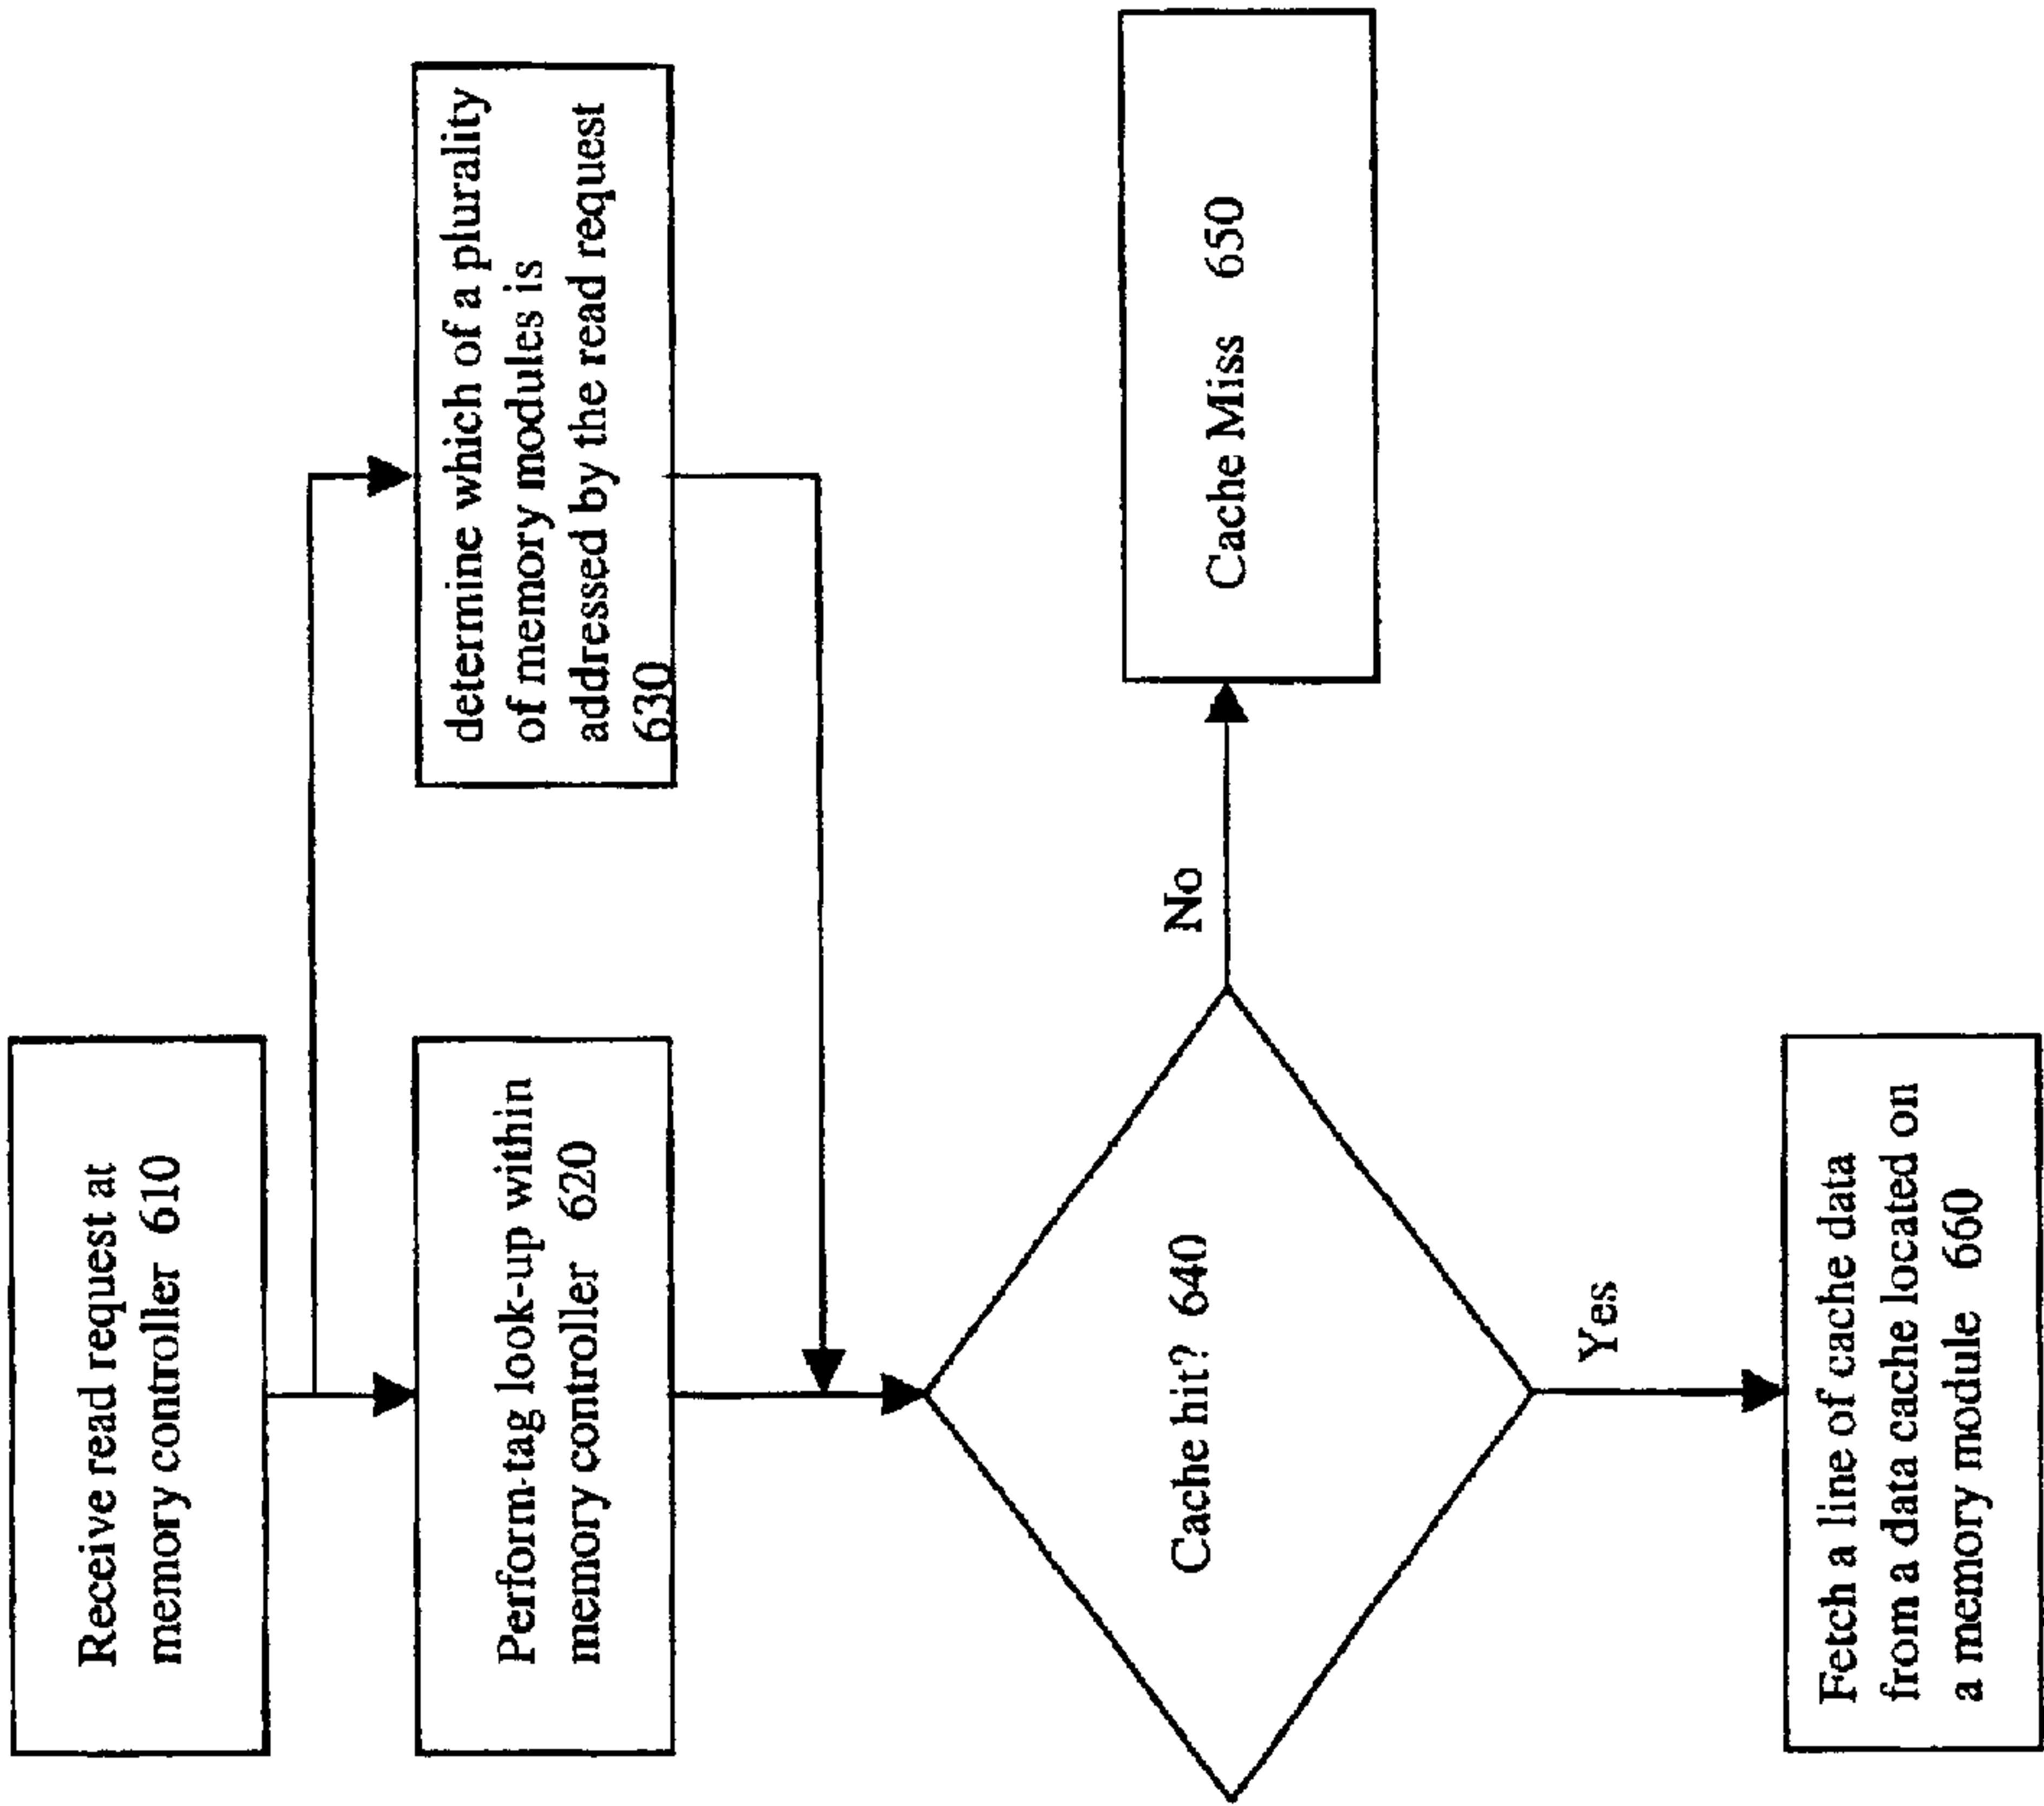 Receive read request at
memory controller 610
Perform-tag look-up within
memory controller 620
determine which of a plurality
of memory modules is
addressed by the read request
630
Cache hit? 640
No
Cache Miss 650
Yes
Fetch a line of cache data
from a data cache located on
a memory module 660